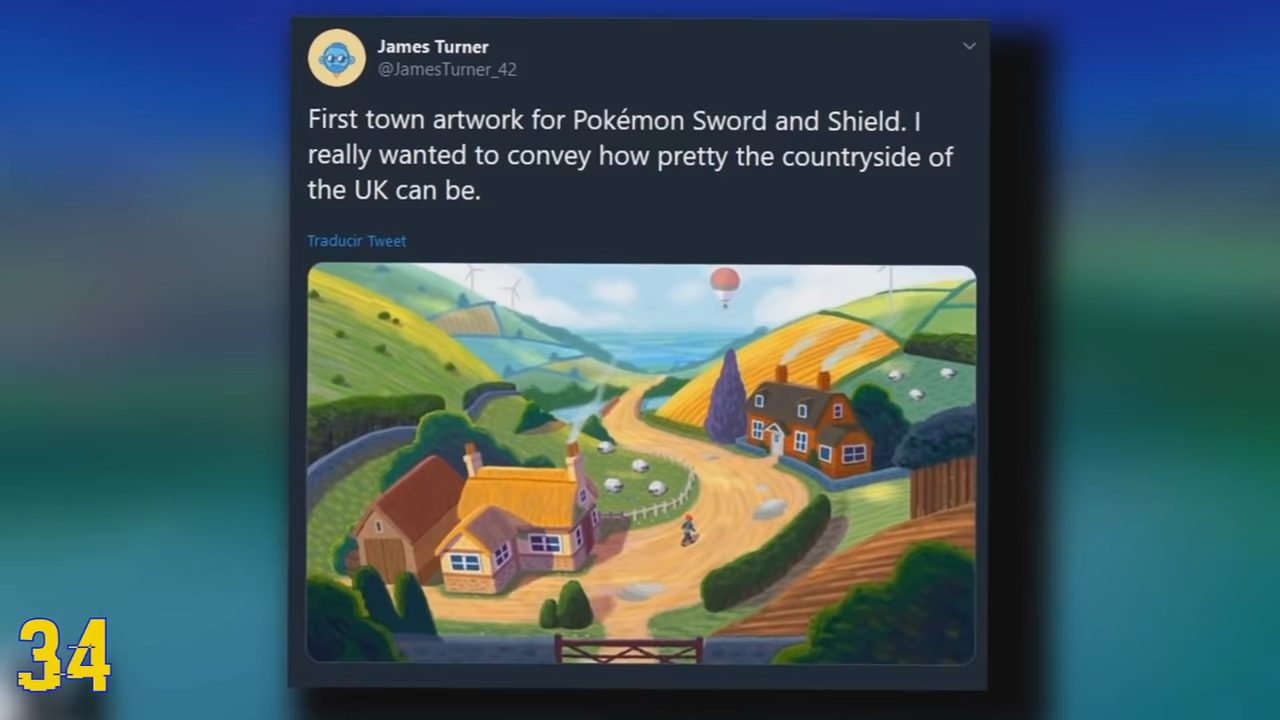 James Turner
@JamesTurner_42
First town artwork for Pokémon Sword and Shield. I
really wanted to convey how pretty the countryside of
the UK can be.
Traducir Tweet
34